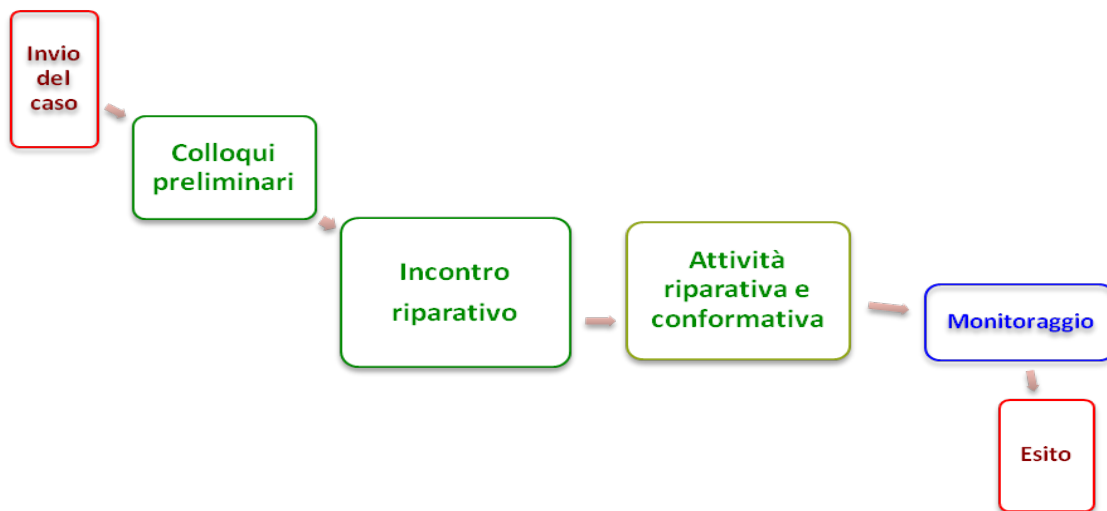 Invio
del
caso
Colloqui
preliminari
Incontro
riparativo
Attività
riparativa e
conformativa
Monitoraggio
Esito